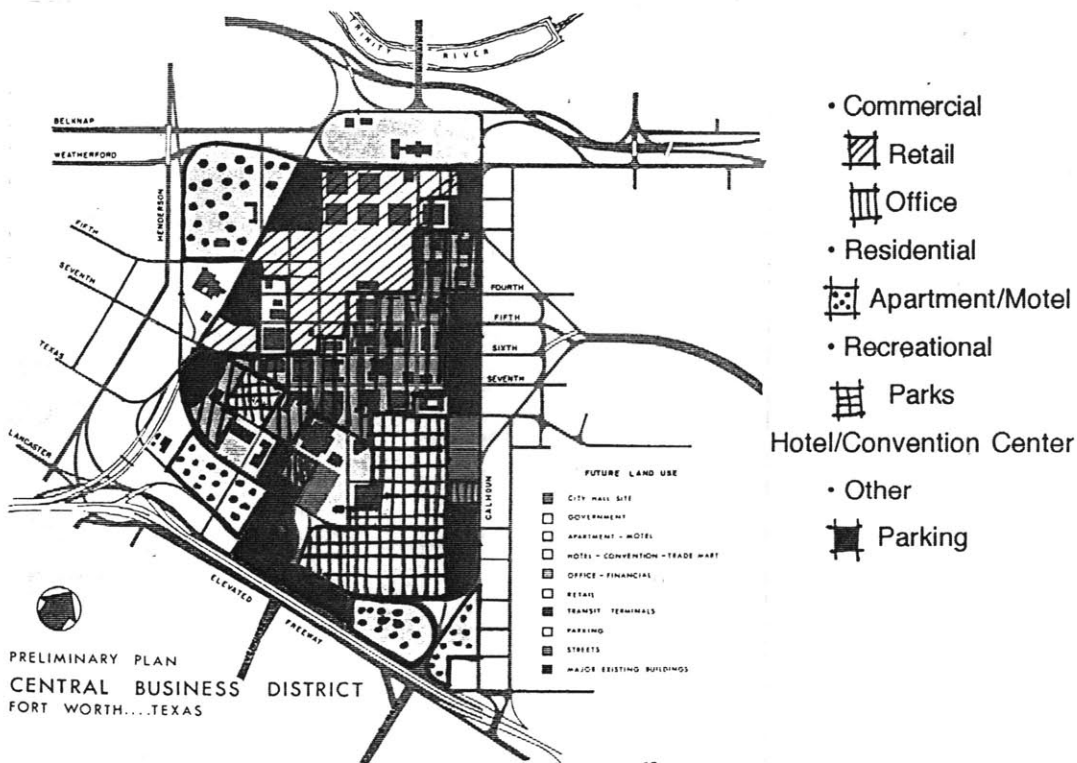 TRINITY RIVER
BELKNAP
WEATHERFORD
HENDERSON
FIFTH
SEVENTH
TEXAS
LANCASTER
FOURTH
FIFTH
SIXTH
SEVENTH
CALHOUN
ELEVATED FREEWAY
FUTURE LAND USE
CITY HALL SITE
GOVERNMENT
APARTMENT - MOTEL
HOTEL - CONVENTION - TRADE MART
OFFICE - FINANCIAL
RETAIL
TRANSIT TERMINALS
PARKING
STREETS
MAJOR EXISTING BUILDINGS
PRELIMINARY PLAN
CENTRAL BUSINESS DISTRICT
FORT WORTH....TEXAS
• Commercial
Retail
Office
• Residential
Apartment/Motel
• Recreational
Parks
Hotel/Convention Center
• Other
Parking